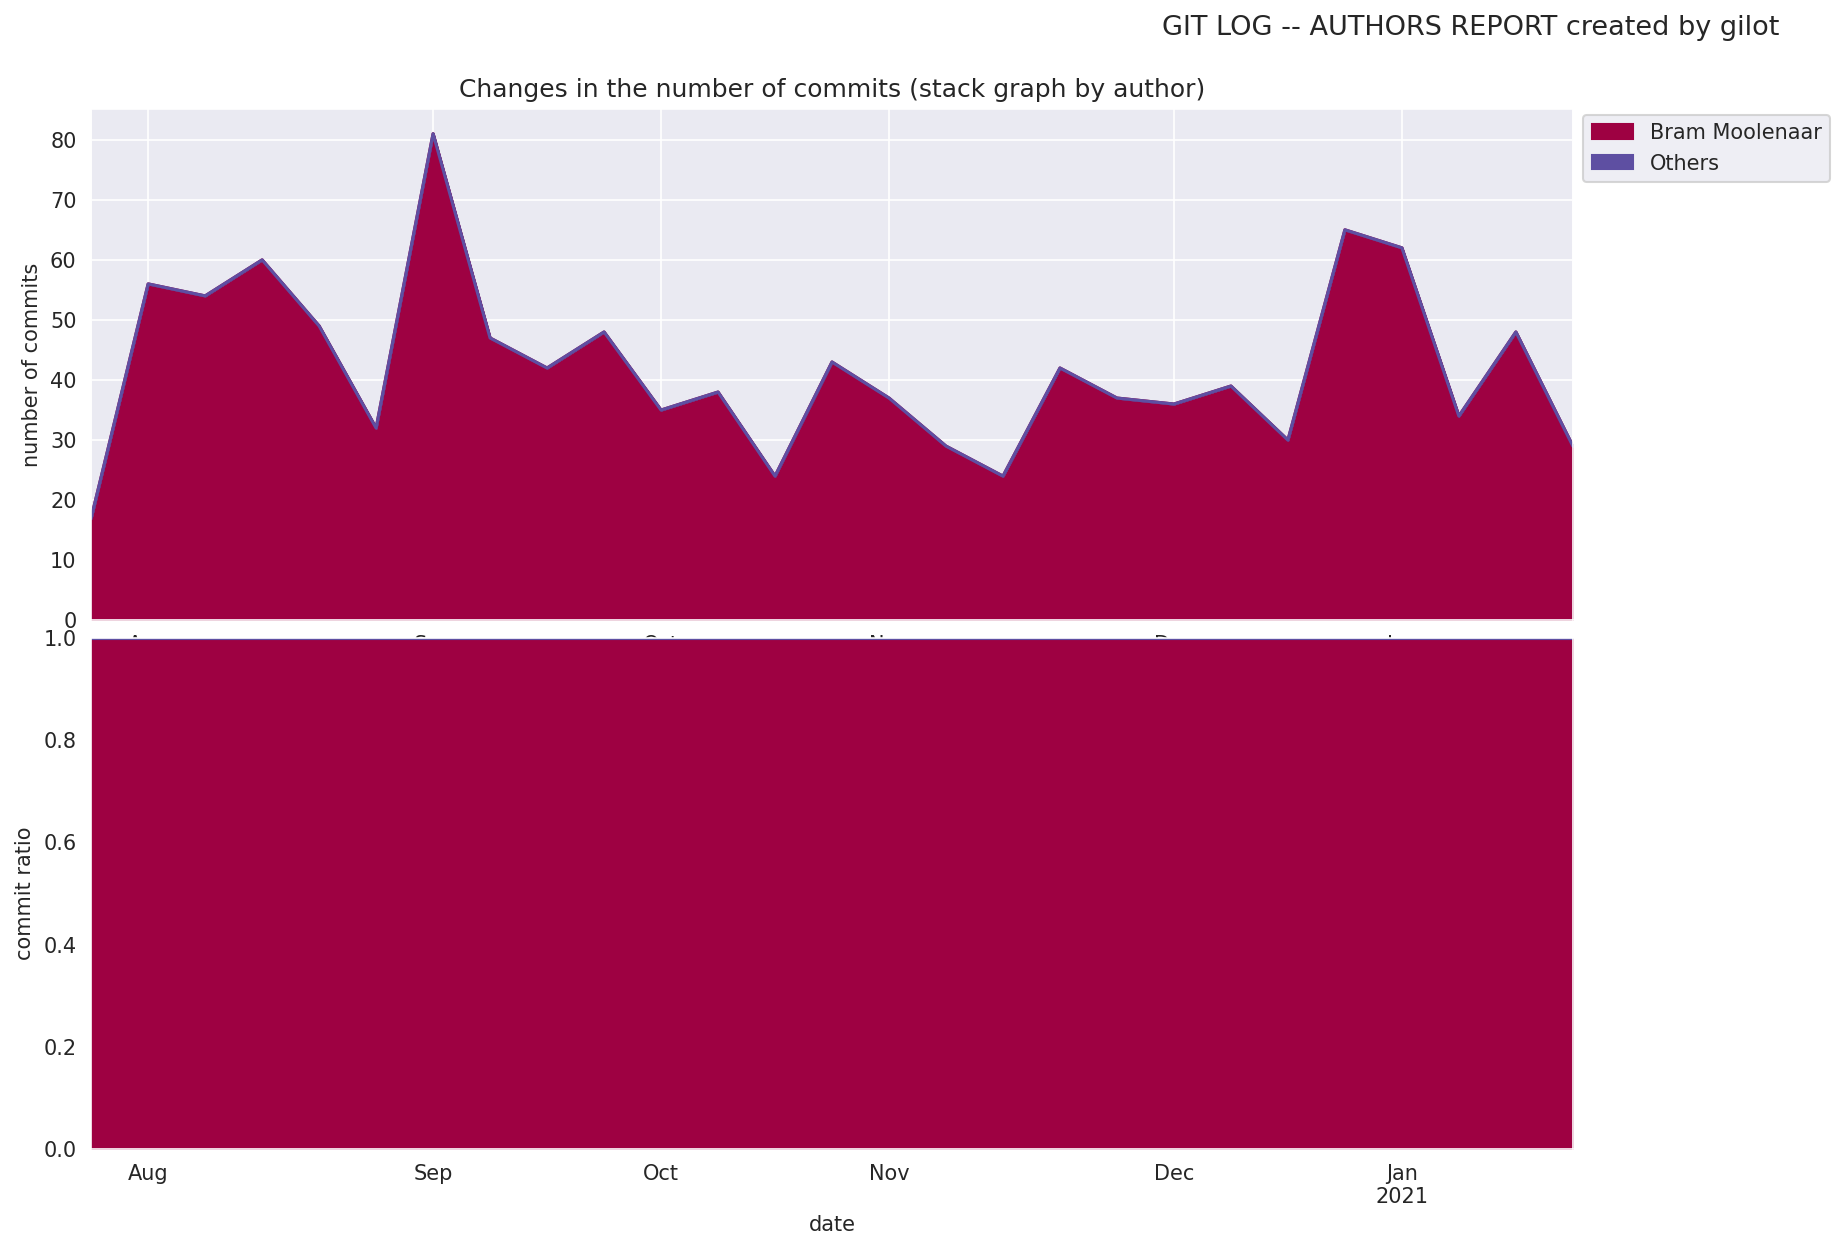 GIT LOG -- AUTHORS REPORT created by gilot
Changes in the number of commits (stack graph by author)
Bram Moolenaar
Others
number of commits
80
70
60
50
40
30
20
10
0
commit ratio
1.0
0.8
0.6
0.4
0.2
0.0
Aug Sep Oct Nov Dec Jan
2021
date